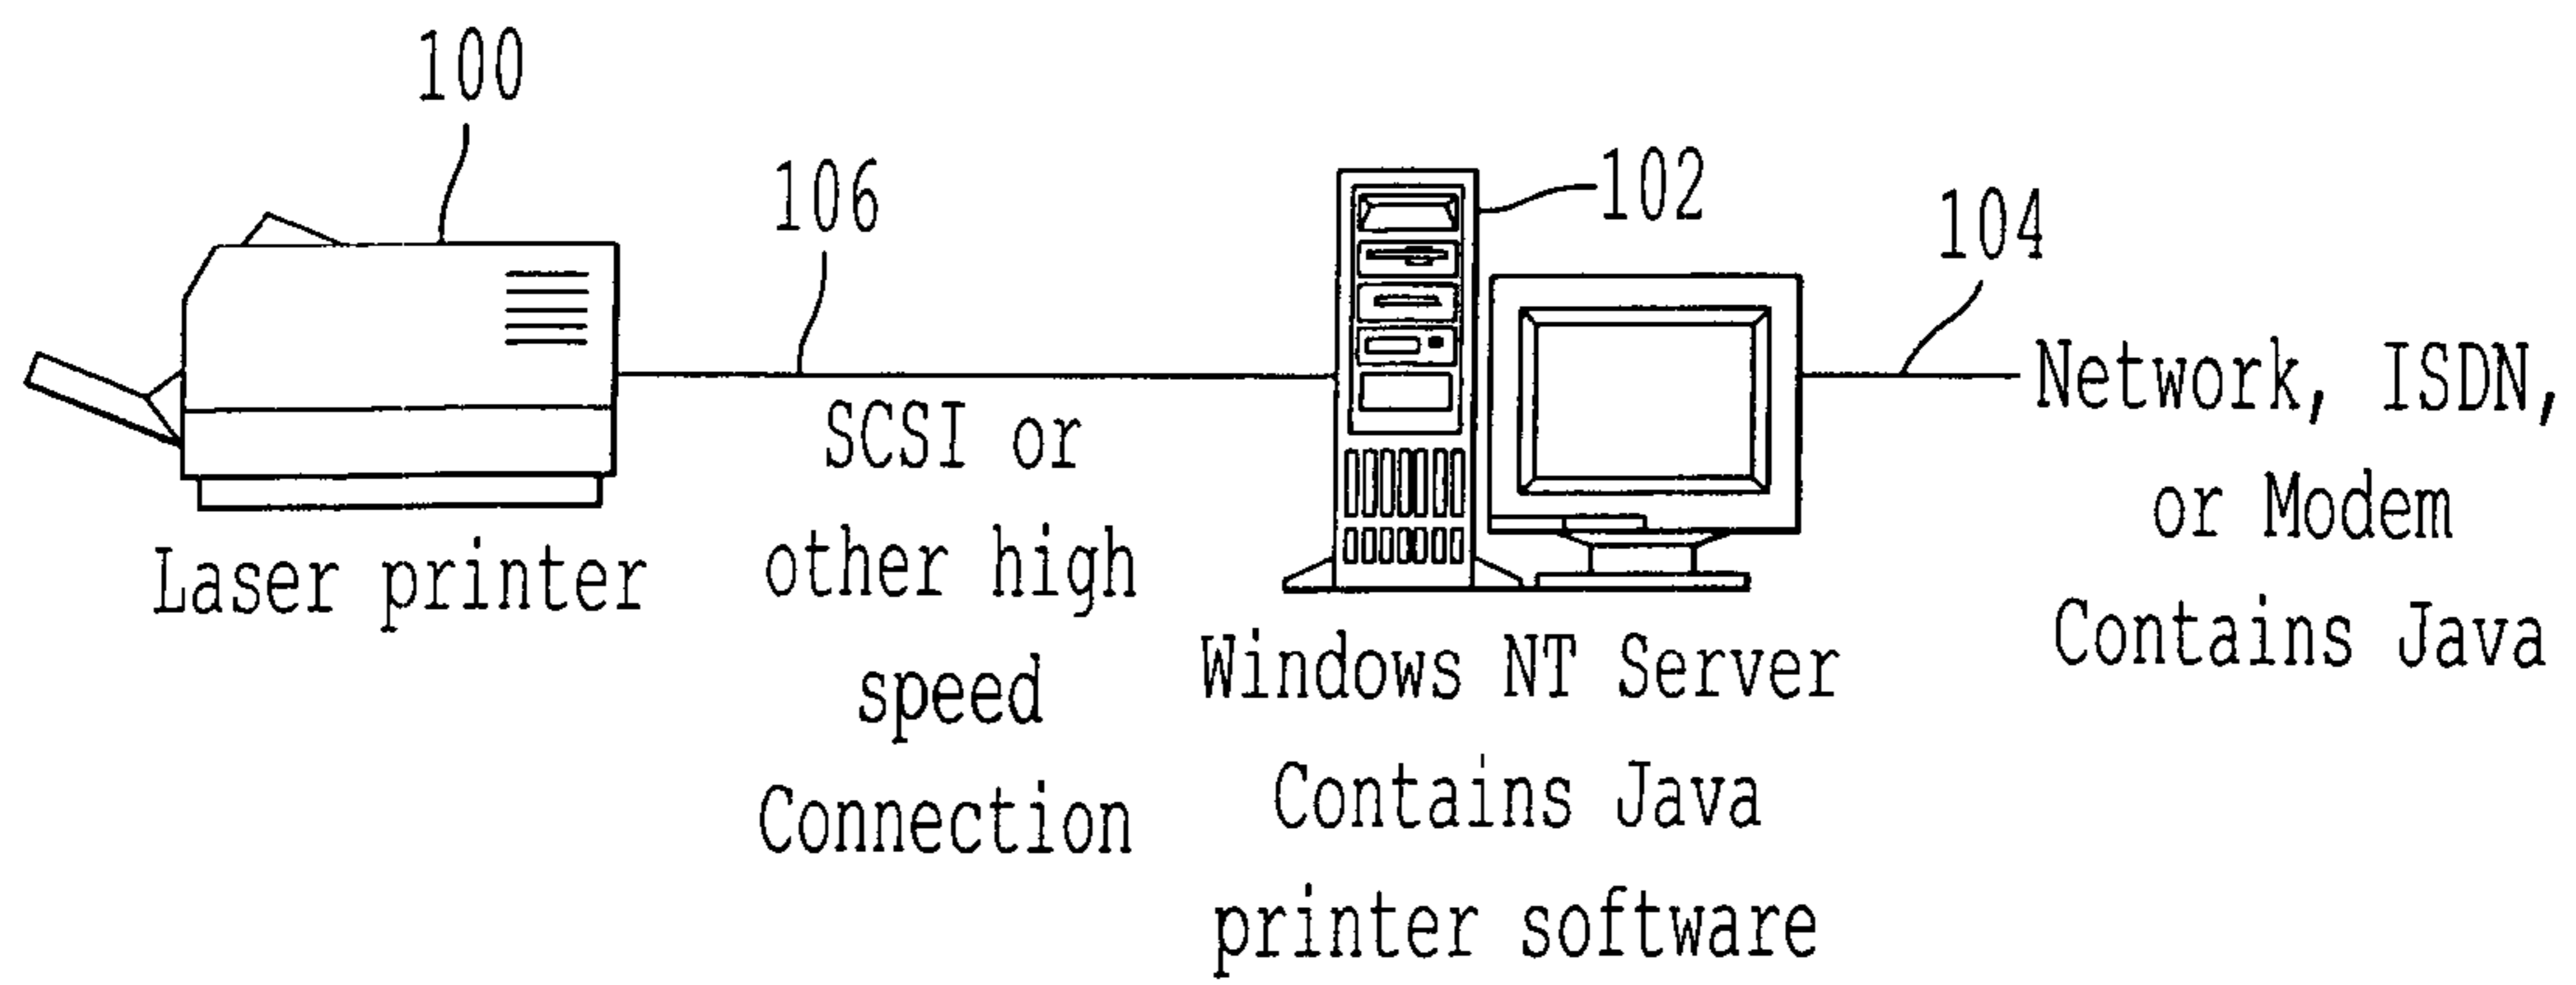 100
106
102
104
Laser printer
SCSI or
other high
speed
Connection
Windows NT Server
Contains Java
printer software
Network, ISDN,
or Modem
Contains Java